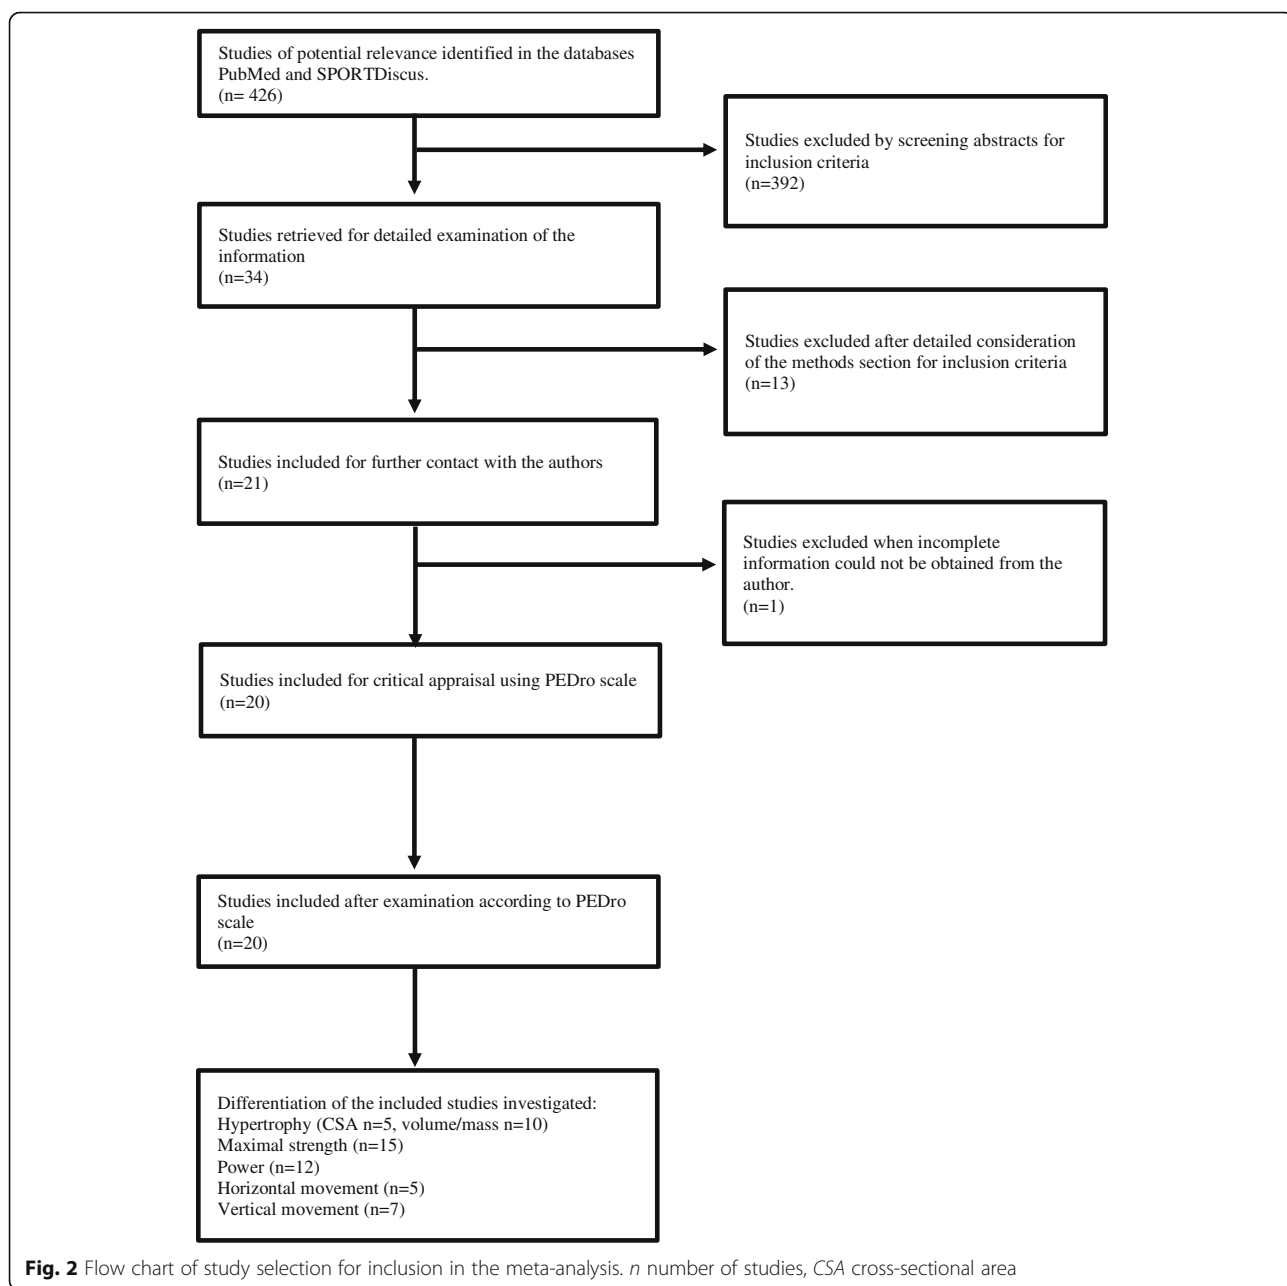 Studies of potential relevance identified in the databases
PubMed and SPORTDiscus.
(n= 426)
Studies excluded by screening abstracts for
inclusion criteria
(n=392)
Studies retrieved for detailed examination of the
information
(n=34)
Studies excluded after detailed consideration
of the methods section for inclusion criteria
(n=13)
Studies included for further contact with the authors
(n=21)
Studies excluded when incomplete
information could not be obtained from the
author.
(n=1)
Studies included for critical appraisal using PEDro scale
(n=20)
Studies included after examination according to PEDro
scale
(n=20)
Differentiation of the included studies investigated:
Hypertrophy (CSA n=5, volume/mass n=10)
Maximal strength (n=15)
Power (n=12)
Horizontal movement (n=5)
Vertical movement (n=7)
Fig. 2 Flow chart of study selection for inclusion in the meta-analysis. n number of studies, CSA cross-sectional area